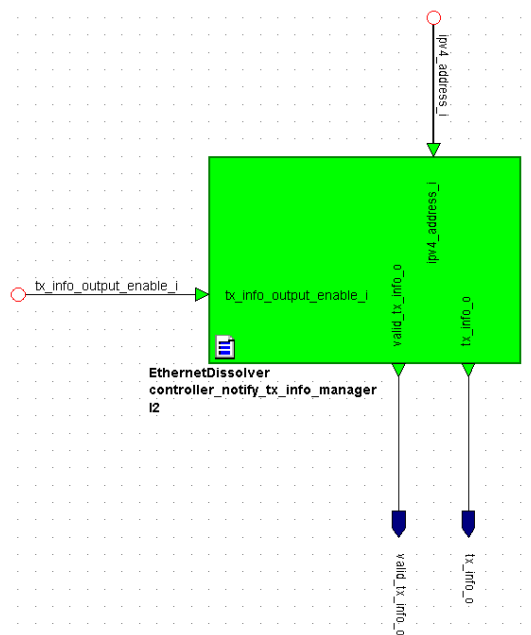 ipv4_address_i
ipv4_address_i
tx_info_output_enable_i
tx_info_output_enable_i
valid_tx_info_o
tx_info_o
EthernetDissolver
controller_notify_tx_info_manager
I2
valid_tx_info_o
tx_info_o